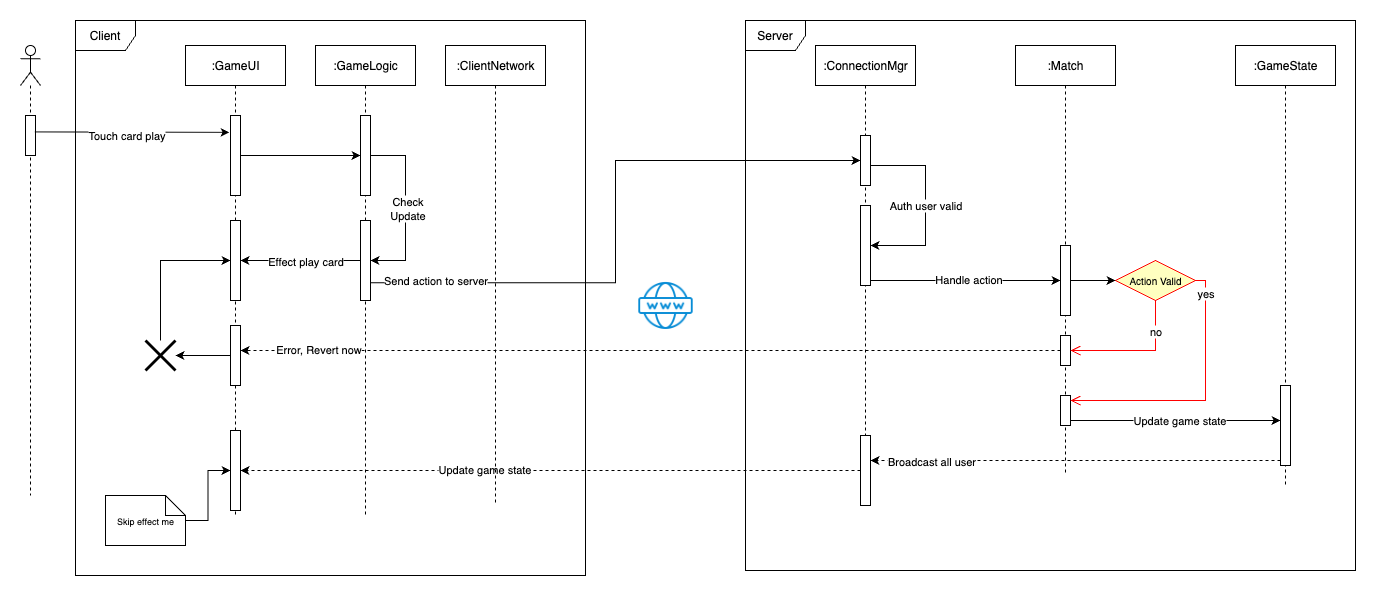 Client
Server
:GameUI
:GameLogic
:ClientNetwork
:ConnectionMgr
:Match
:GameState
Touch card play
Check
Update
Auth user valid
Effect play card
Send action to server
Handle action
Action Valid
yes
WWW
no
Error, Revert now
Update game state
Broadcast all user
Update game state
Skip effect me